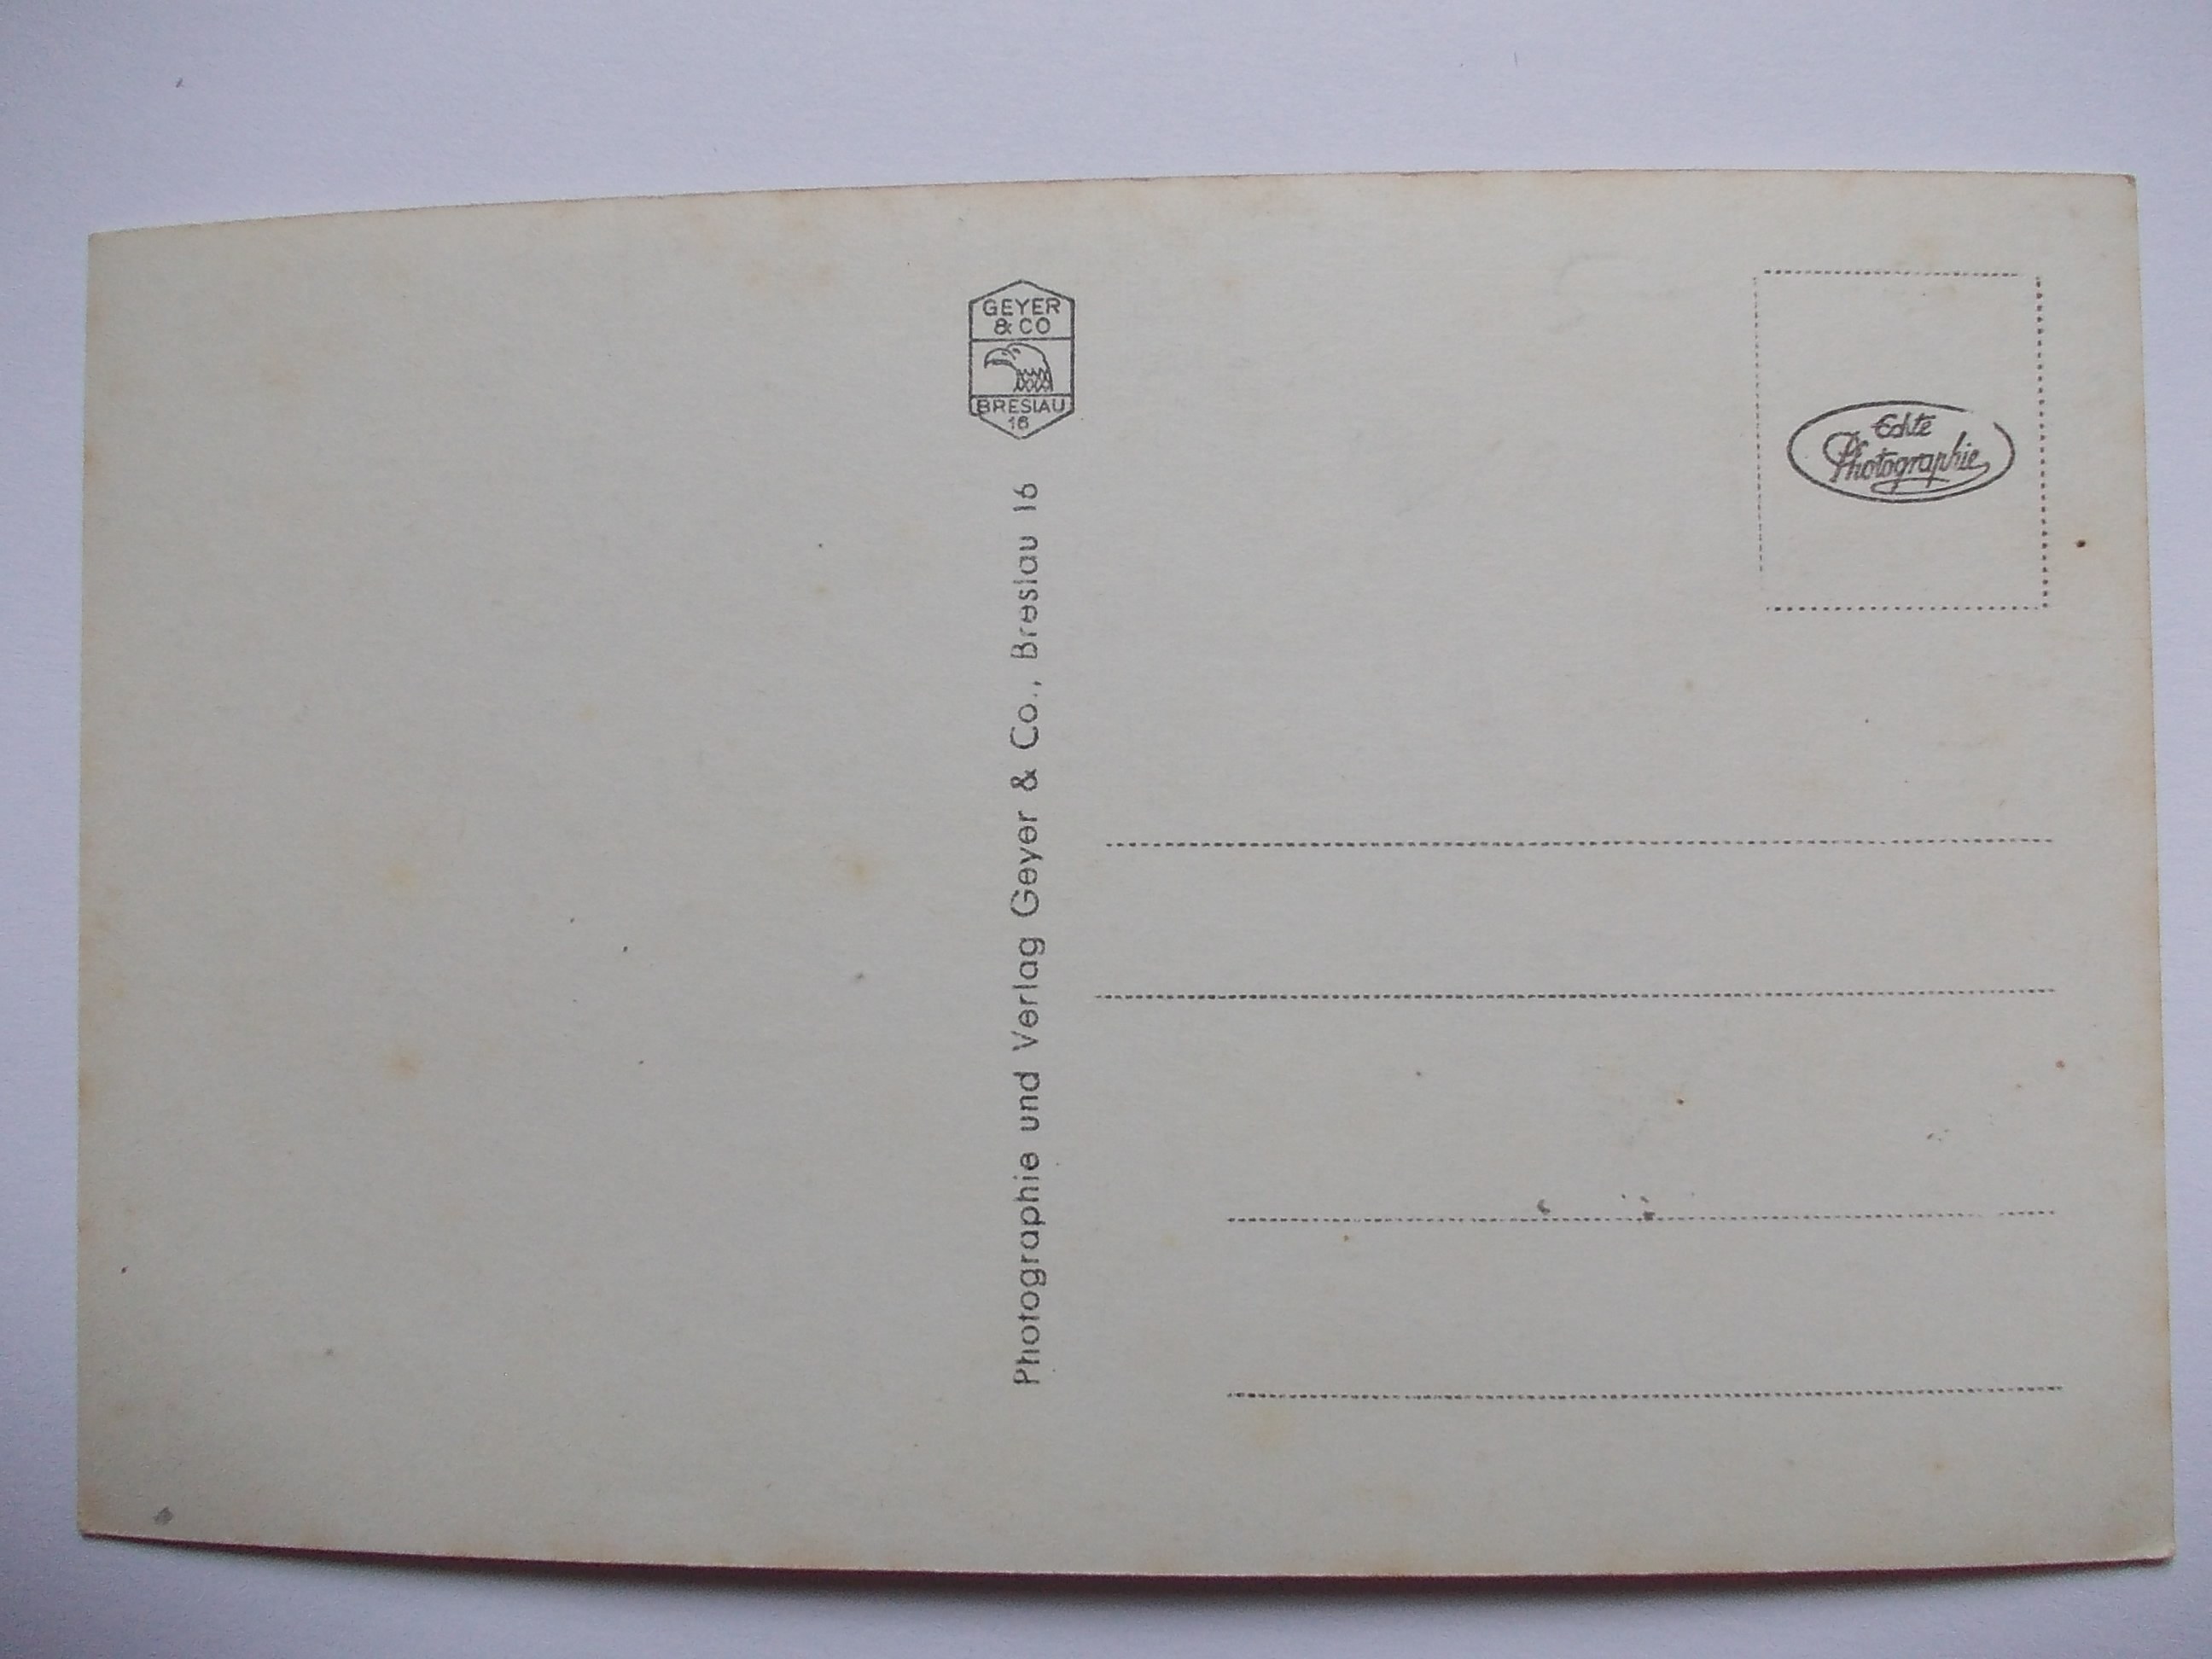 GEYER
& CO
BRESLAU
16
Photographie und Verlag Geyer & Co., Breslau 16
Echte
Photographie